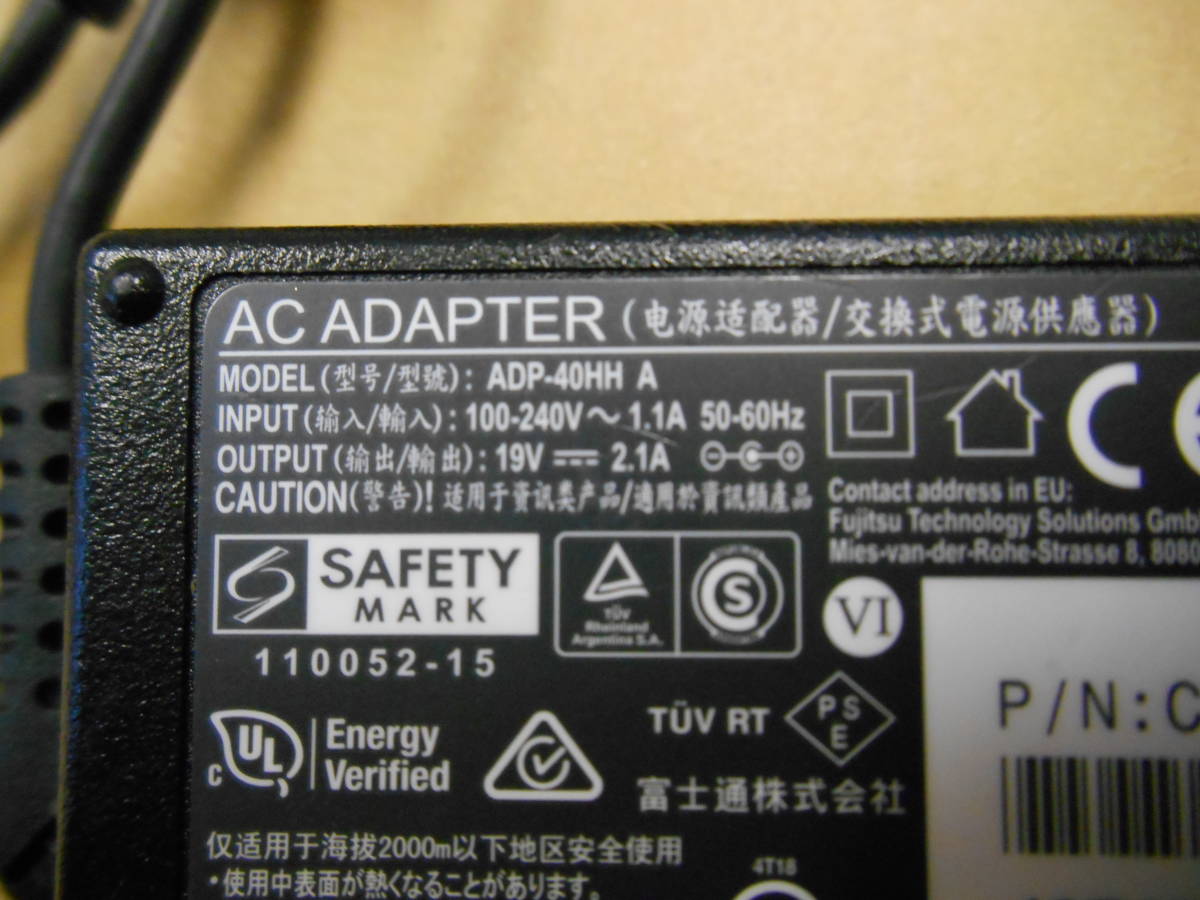 AC ADAPTER (电源适配器/交換式電源供應器)
MODEL (型号/型號): ADP-40HH A
INPUT (输入/輸入): 100-240V～ 1.1A 50-60Hz
OUTPUT (输出/輸出): 19V ⎓ 2.1A
CAUTION(警告)! 适用于资讯类产品/適用於資訊類產品
CE
Contact address in EU:
Fujitsu Technology Solutions Gmb
Mies-van-der-Rohe-Strasse 8, 8080
SAFETY
MARK
110052-15
TÜV
Rheinland
Argentina S.A.
S
VI
P/N:C
c UL
Energy
Verified
TÜV RT
PS
E
富士通株式会社
仅适用于海拔2000m以下地区安全使用
・使用中表面が熱くなることがあります。
4T18